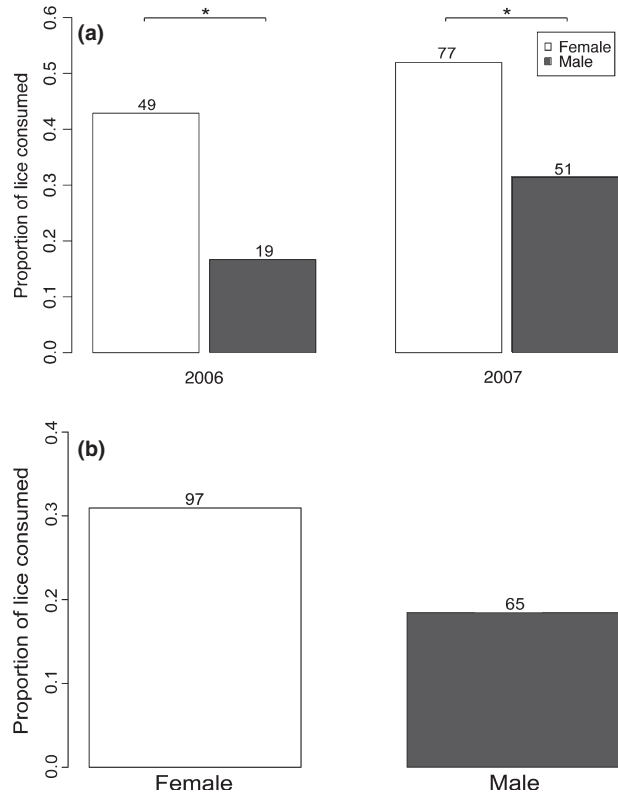 (a)
*
*
Female
Male
Proportion of lice consumed
0.0 0.1 0.2 0.3 0.4 0.5 0.6
49
19
77
51
2006
2007
(b)
Proportion of lice consumed
0.0 0.1 0.2 0.3 0.4
97
65
Female
Male